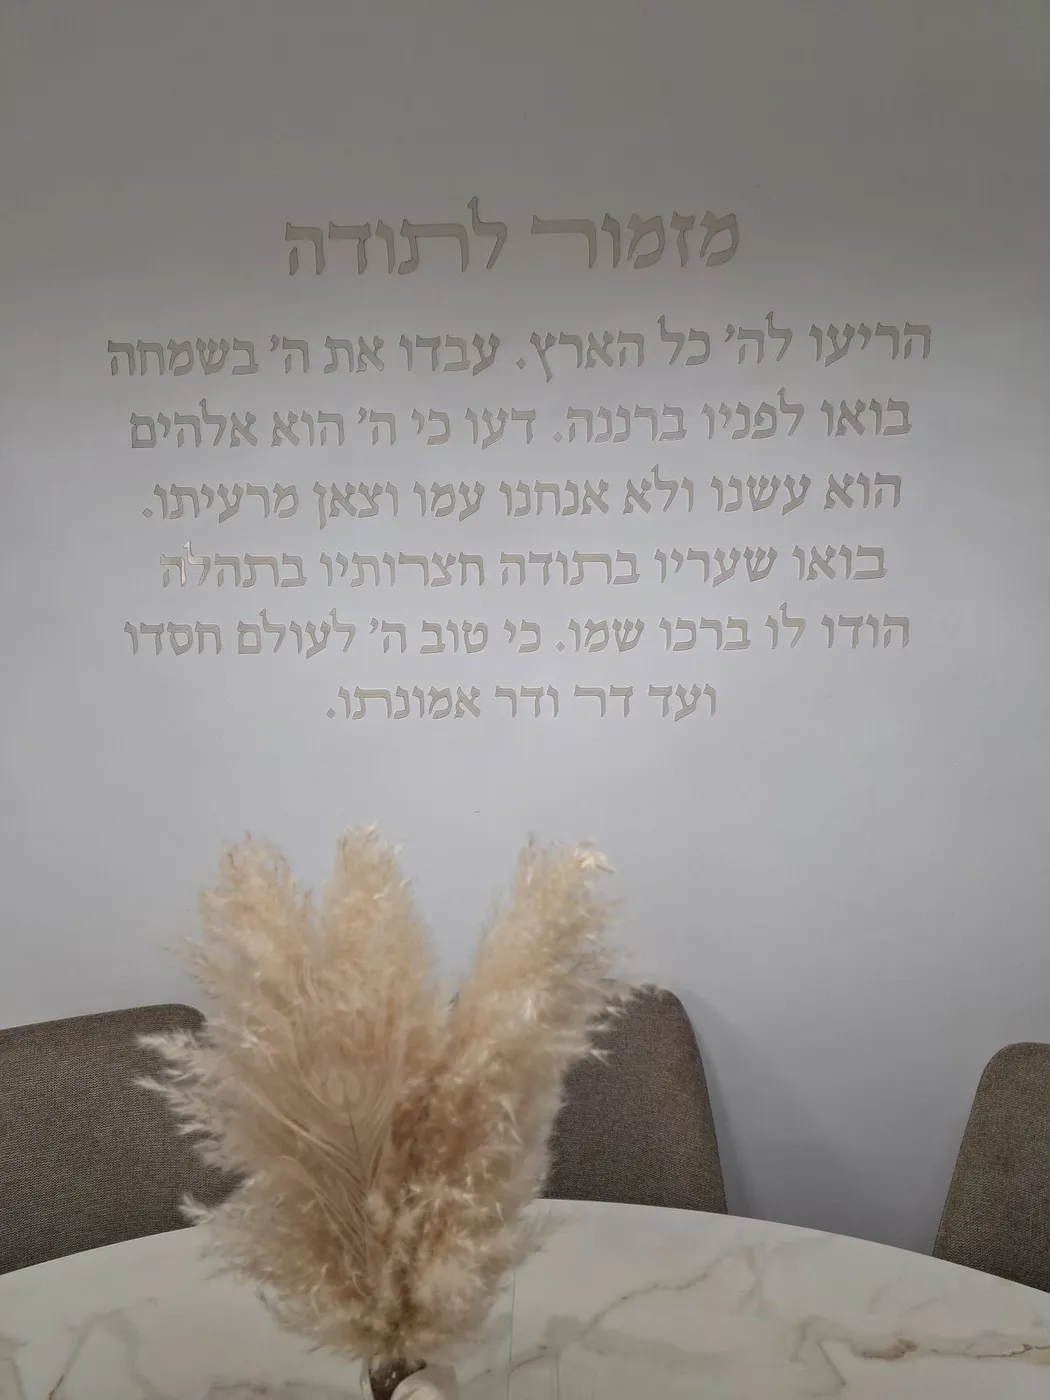 מזמור לתודה
הריעו לה׳ כל הארץ. עבדו את ה׳ בשמחה
בואו לפניו ברננה. דעו כי ה׳ הוא אלהים
הוא עשנו ולא אנחנו עמו וצאן מרעיתו.
בואו שעריו בתודה חצרותיו בתהלה
הודו לו ברכו שמו. כי טוב ה׳ לעולם חסדו
ועד דר ודר אמונתו.